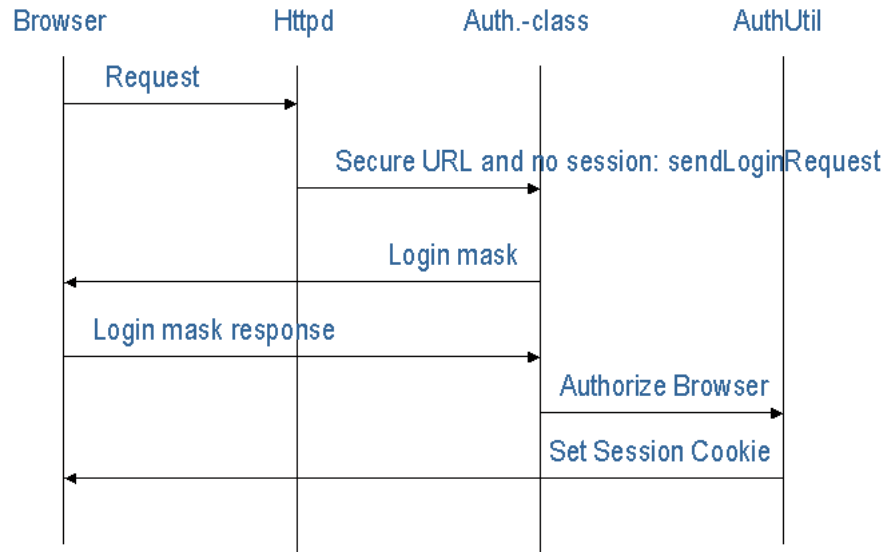 Browser Httpd Auth.-class AuthUtil
Request
Secure URL and no session: sendLoginRequest
Login mask
Login mask response
Authorize Browser
Set Session Cookie